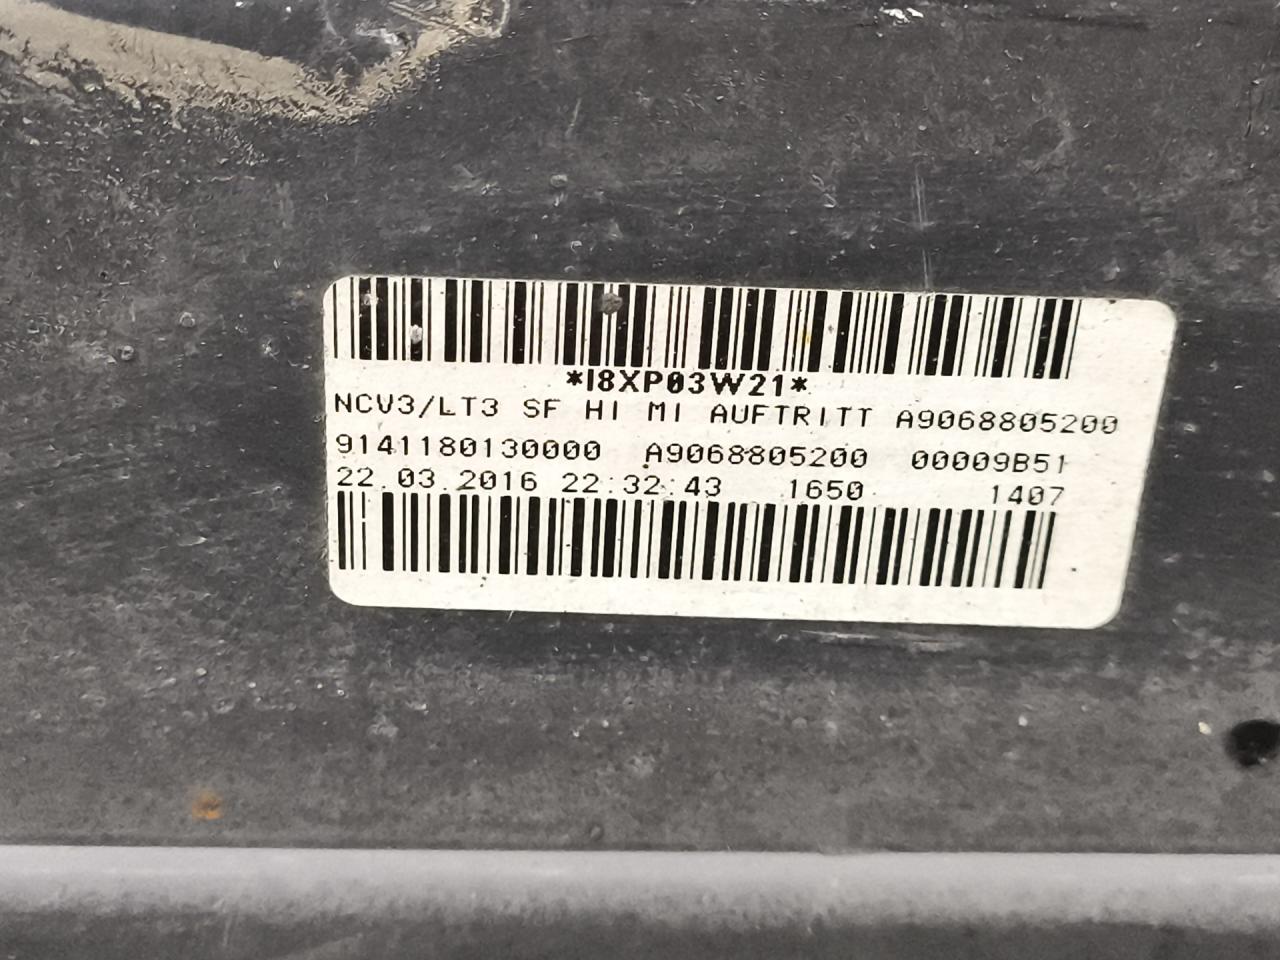 *I8XP03W21*
NCV3/LT3 SF HI MI AUFTRITT A9068805200
9141180130000 A9068805200 00009B51
22.03.2016 22:32:43 1650 1407